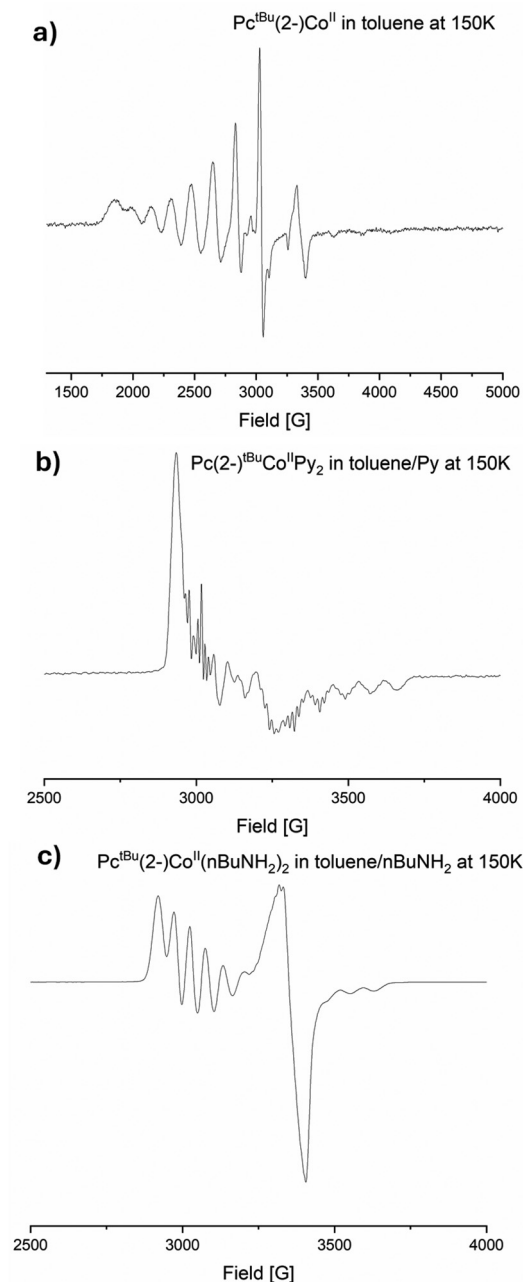 a)
Pc^tBu(2-)Co^II in toluene at 150K
1500 2000 2500 3000 3500 4000 4500 5000
Field [G]
b)
Pc(2-)^tBuCo^IIPy₂ in toluene/Py at 150K
2500 3000 3500 4000
Field [G]
c)
Pc^tBu(2-)Co^II(nBuNH₂)₂ in toluene/nBuNH₂ at 150K
2500 3000 3500 4000
Field [G]